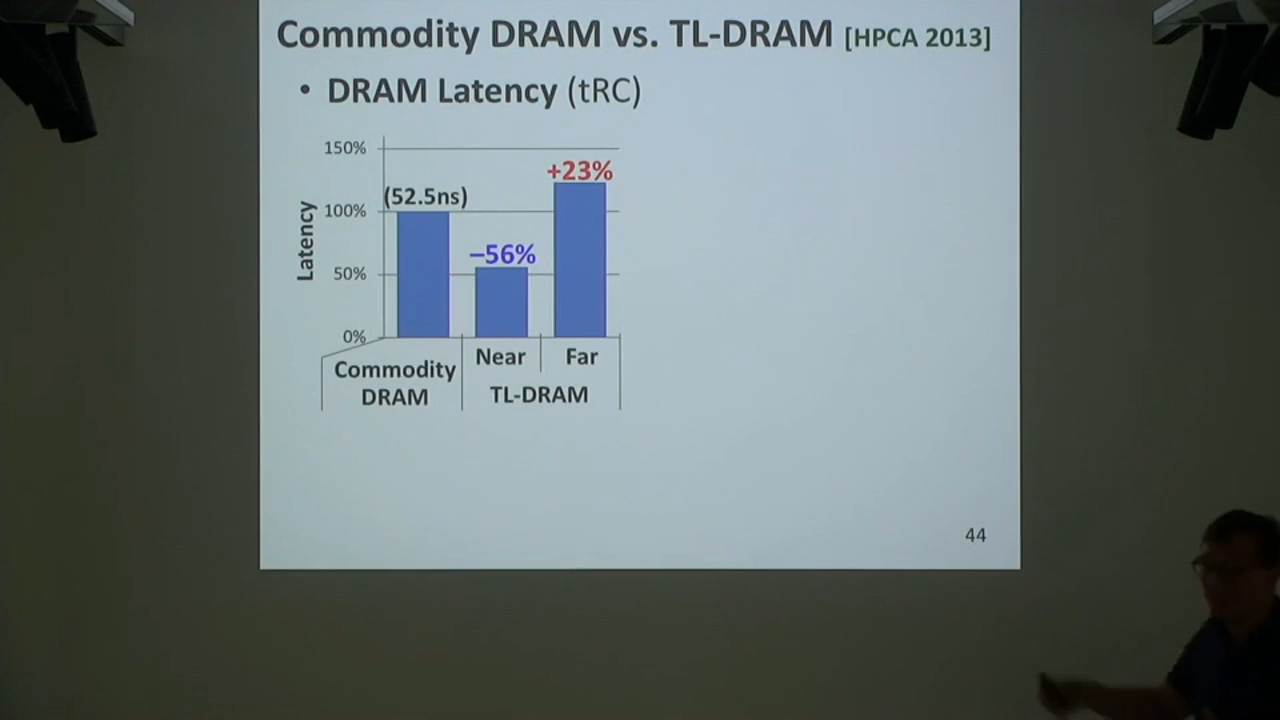 Commodity DRAM vs. TL-DRAM [HPCA 2013]
• DRAM Latency (tRC)
150%
100%
50%
0%
Latency
(52.5ns)
–56%
+23%
Commodity
DRAM
Near
Far
TL-DRAM
44